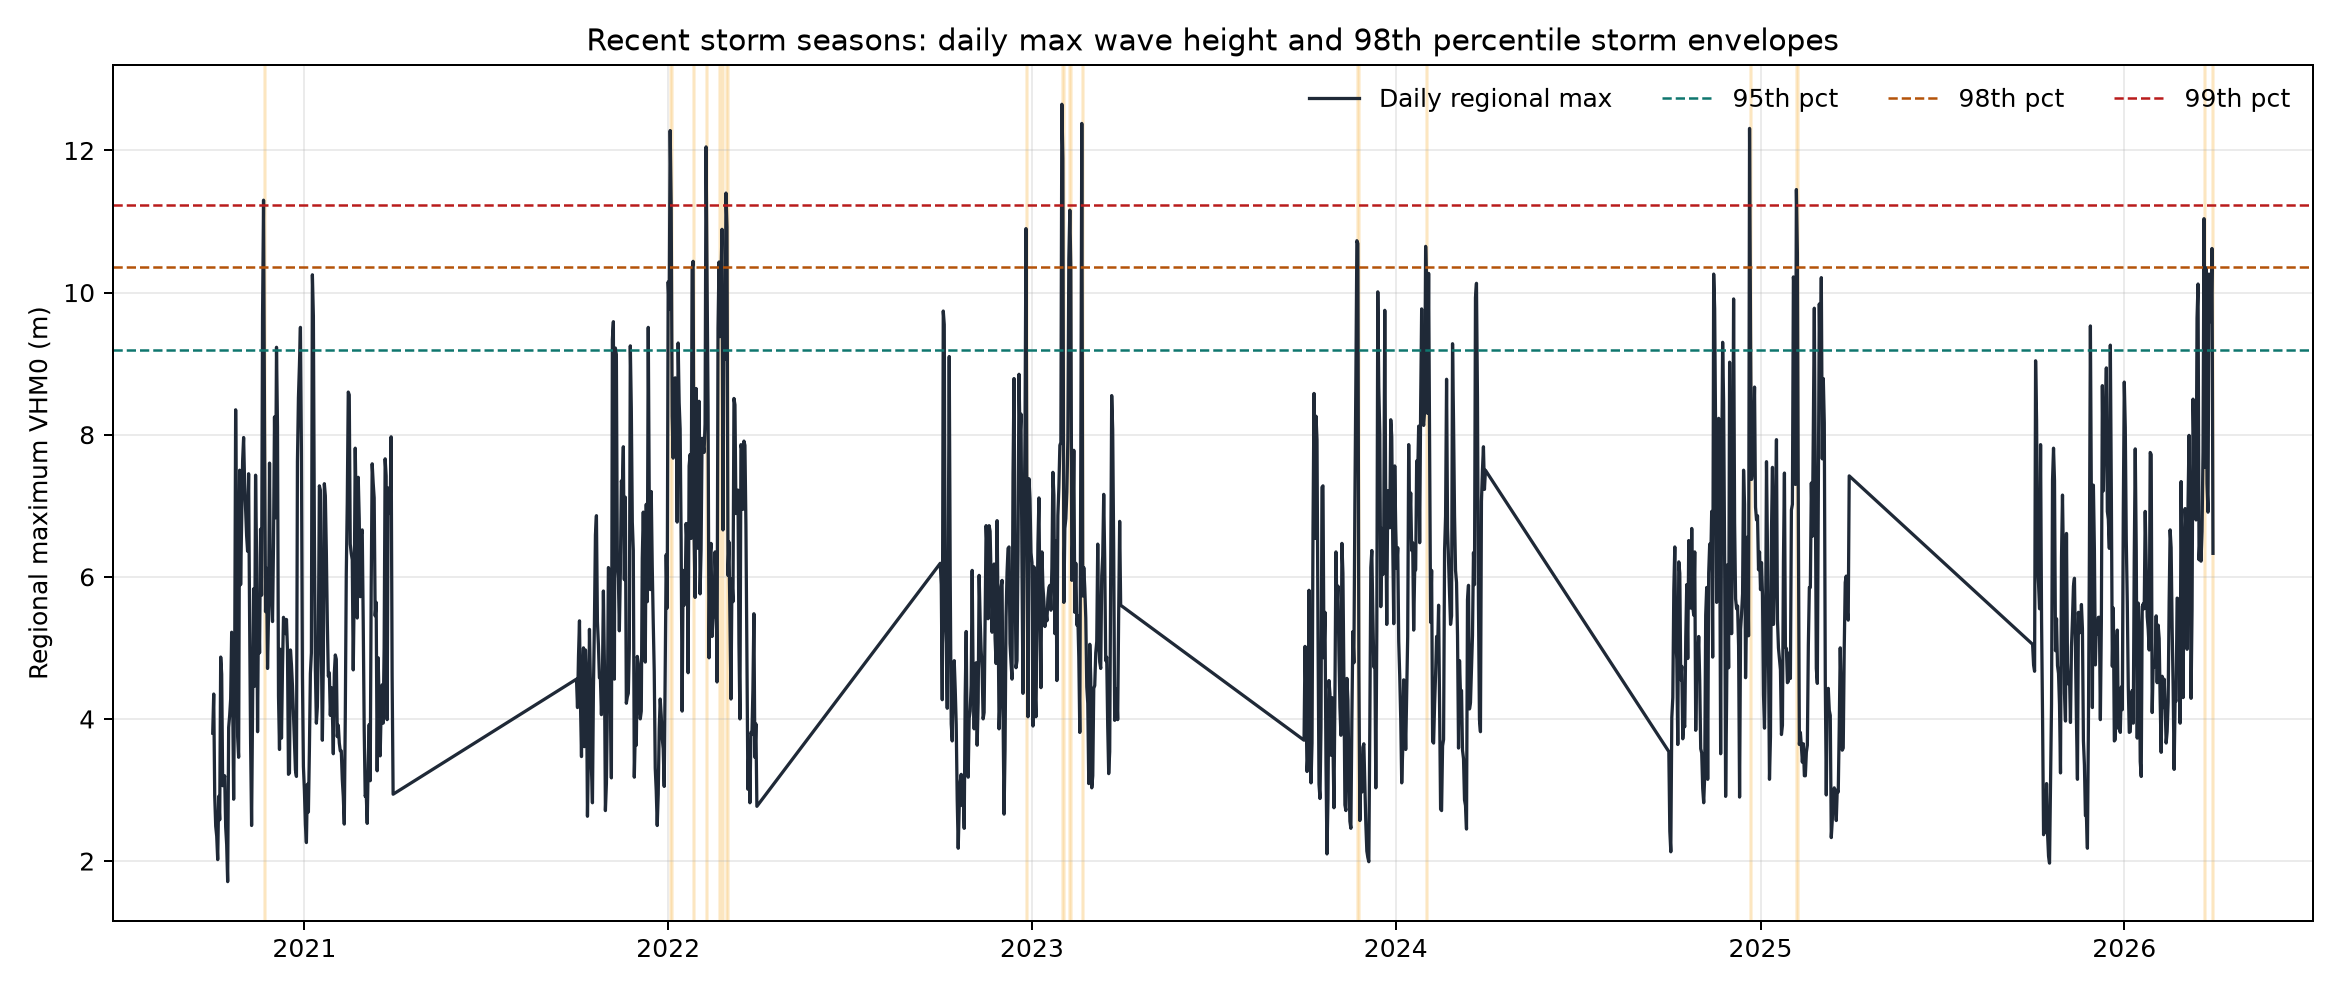 Recent storm seasons: daily max wave height and 98th percentile storm envelopes
Daily regional max
95th pct
98th pct
99th pct
Regional maximum VHM0 (m)
12
10
8
6
4
2
2021
2022
2023
2024
2025
2026